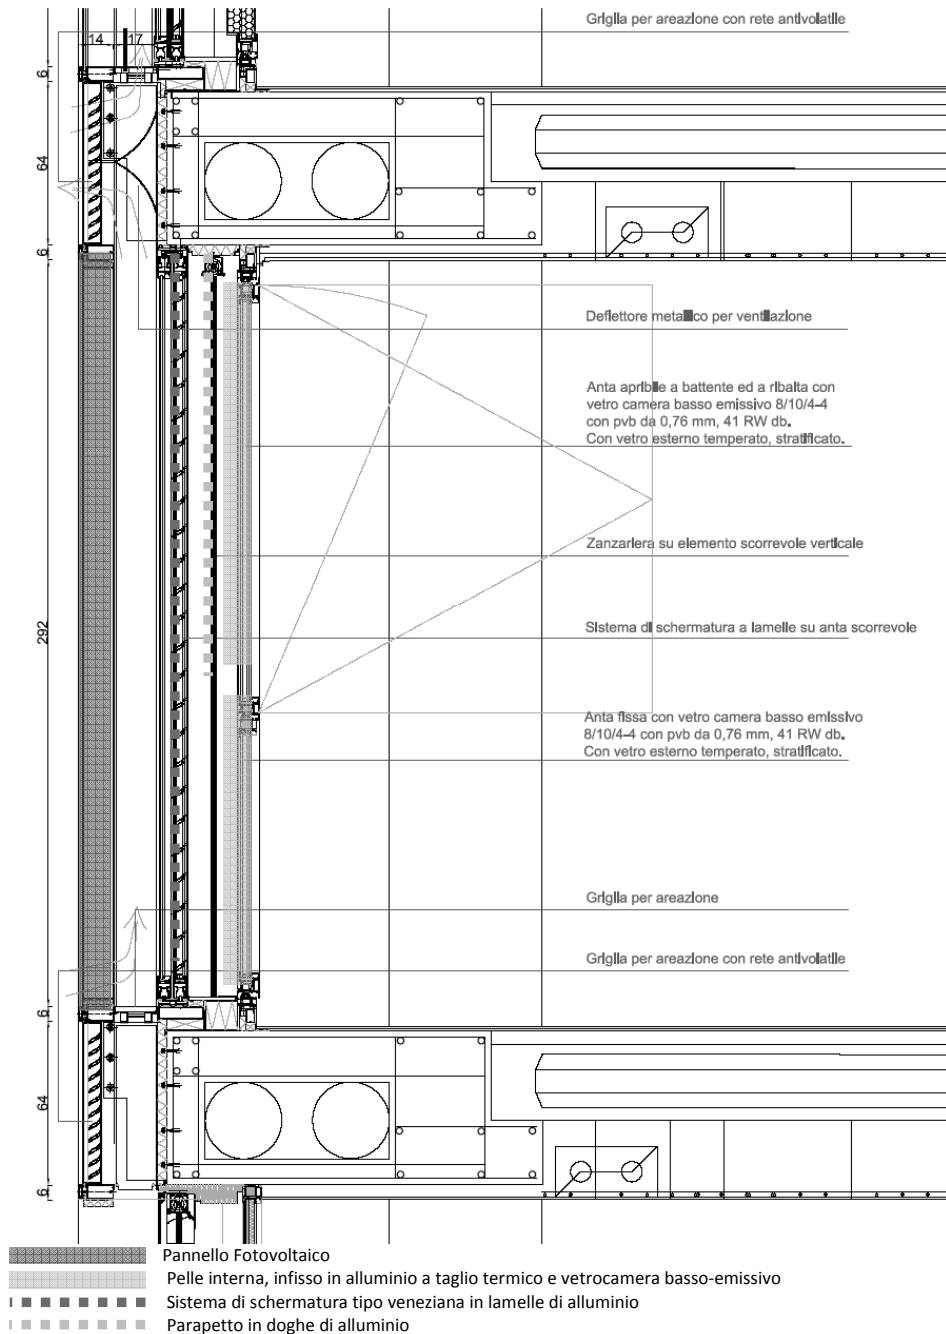 Griglia per areazione con rete antivolatile
14 17
6
64
6
Deflettore metallico per ventilazione
Anta apribile a battente ed a ribalta con
vetro camera basso emissivo 8/10/4-4
con pvb da 0,76 mm, 41 RW db.
Con vetro esterno temperato, stratificato.
Zanzariera su elemento scorrevole verticale
292
Sistema di schermatura a lamelle su anta scorrevole
Anta fissa con vetro camera basso emissivo
8/10/4-4 con pvb da 0,76 mm, 41 RW db.
Con vetro esterno temperato, stratificato.
Griglia per areazione
Griglia per areazione con rete antivolatile
6
64
6
Pannello Fotovoltaico
Pelle interna, infisso in alluminio a taglio termico e vetrocamera basso-emissivo
Sistema di schermatura tipo veneziana in lamelle di alluminio
Parapetto in doghe di alluminio